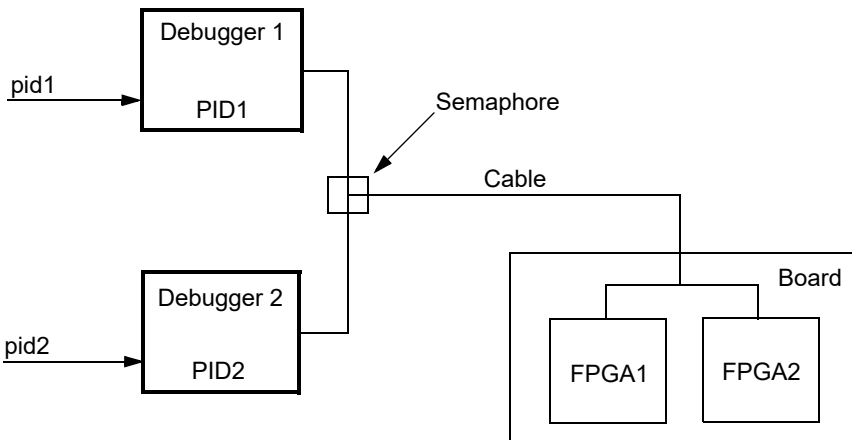 Debugger 1
pid1
PID1
Semaphore
Cable
Board
Debugger 2
pid2
PID2
FPGA1
FPGA2